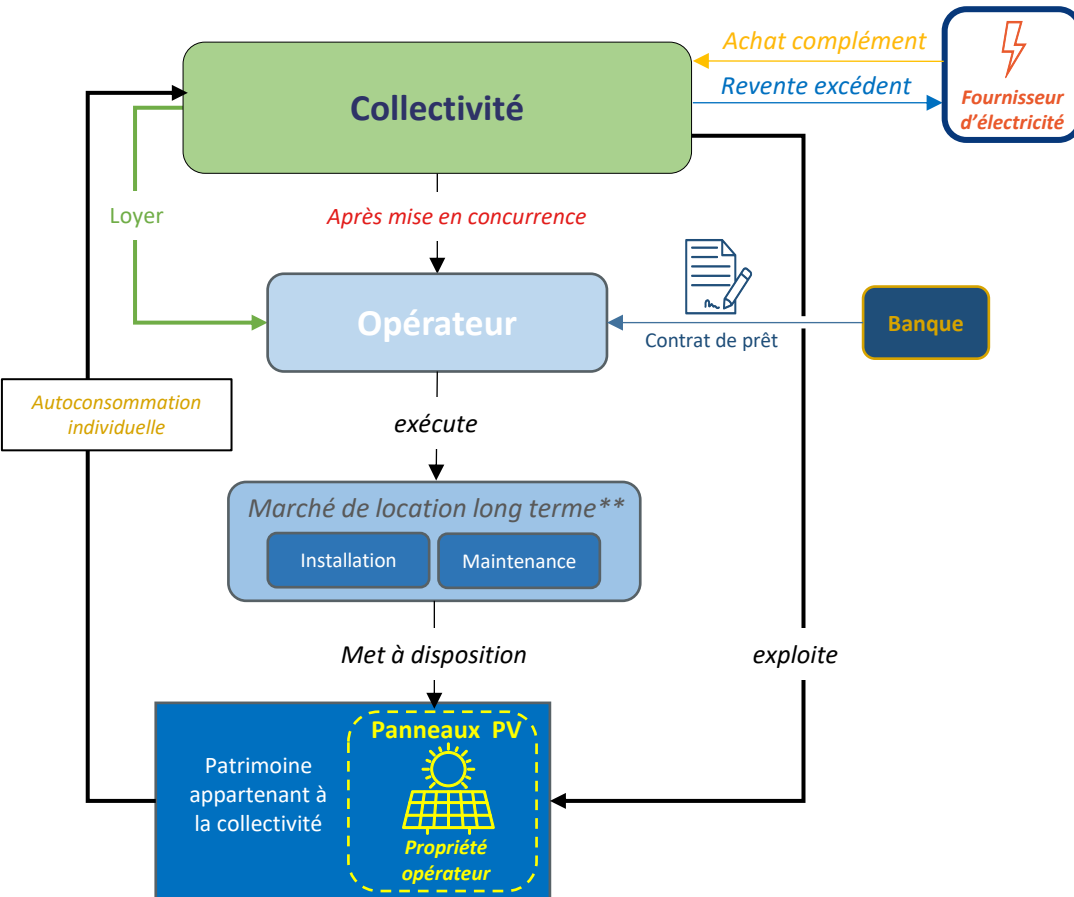 Achat complément
Revente excédent
Fournisseur
d’électricité
Collectivité
Loyer
Après mise en concurrence
Opérateur
Contrat de prêt
Banque
Autoconsommation
individuelle
exécute
Marché de location long terme**
Installation
Maintenance
Met à disposition
exploite
Patrimoine
appartenant à
la collectivité
Panneaux PV
Propriété
opérateur